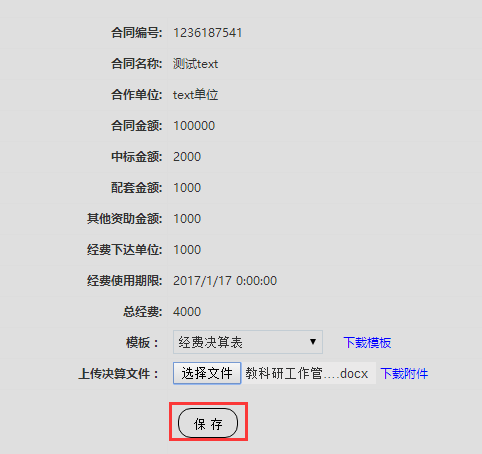 合同编号: 1236187541
合同名称: 测试text
合作单位: text单位
合同金额: 100000
中标金额: 2000
配套金额: 1000
其他资助金额: 1000
经费下达单位: 1000
经费使用期限: 2017/1/17 0:00:00
总经费: 4000
模板： 经费决算表 下载模板
上传决算文件： 选择文件 教科研工作管....docx 下载附件
保 存